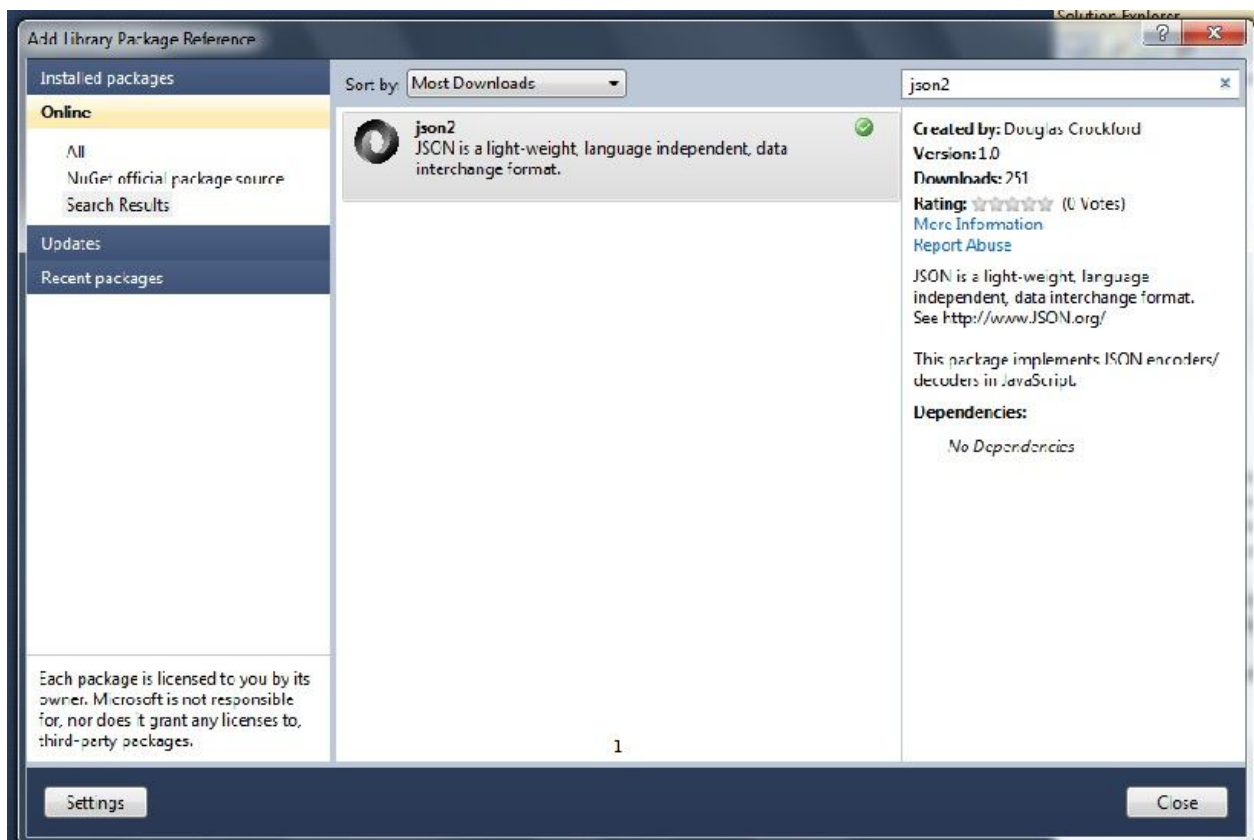 Solution Explorer
Add Library Package Reference
Installed packages
Online
All
NuGet official package source
Search Results
Updates
Recent packages
Each package is licensed to you by its
owner. Microsoft is not responsible
for, nor does it grant any licenses to,
third-party packages.
Settings
Sort by: Most Downloads
json2
JSON is a light-weight, language independent, data
interchange format.
1
json2
Created by: Douglas Crockford
Version: 1.0
Downloads: 251
Rating: (0 Votes)
More Information
Report Abuse
JSON is a light-weight, language
independent, data interchange format.
See http://www.JSON.org/
This package implements JSON encoders/
decoders in JavaScript.
Dependencies:
No Dependencies
Close